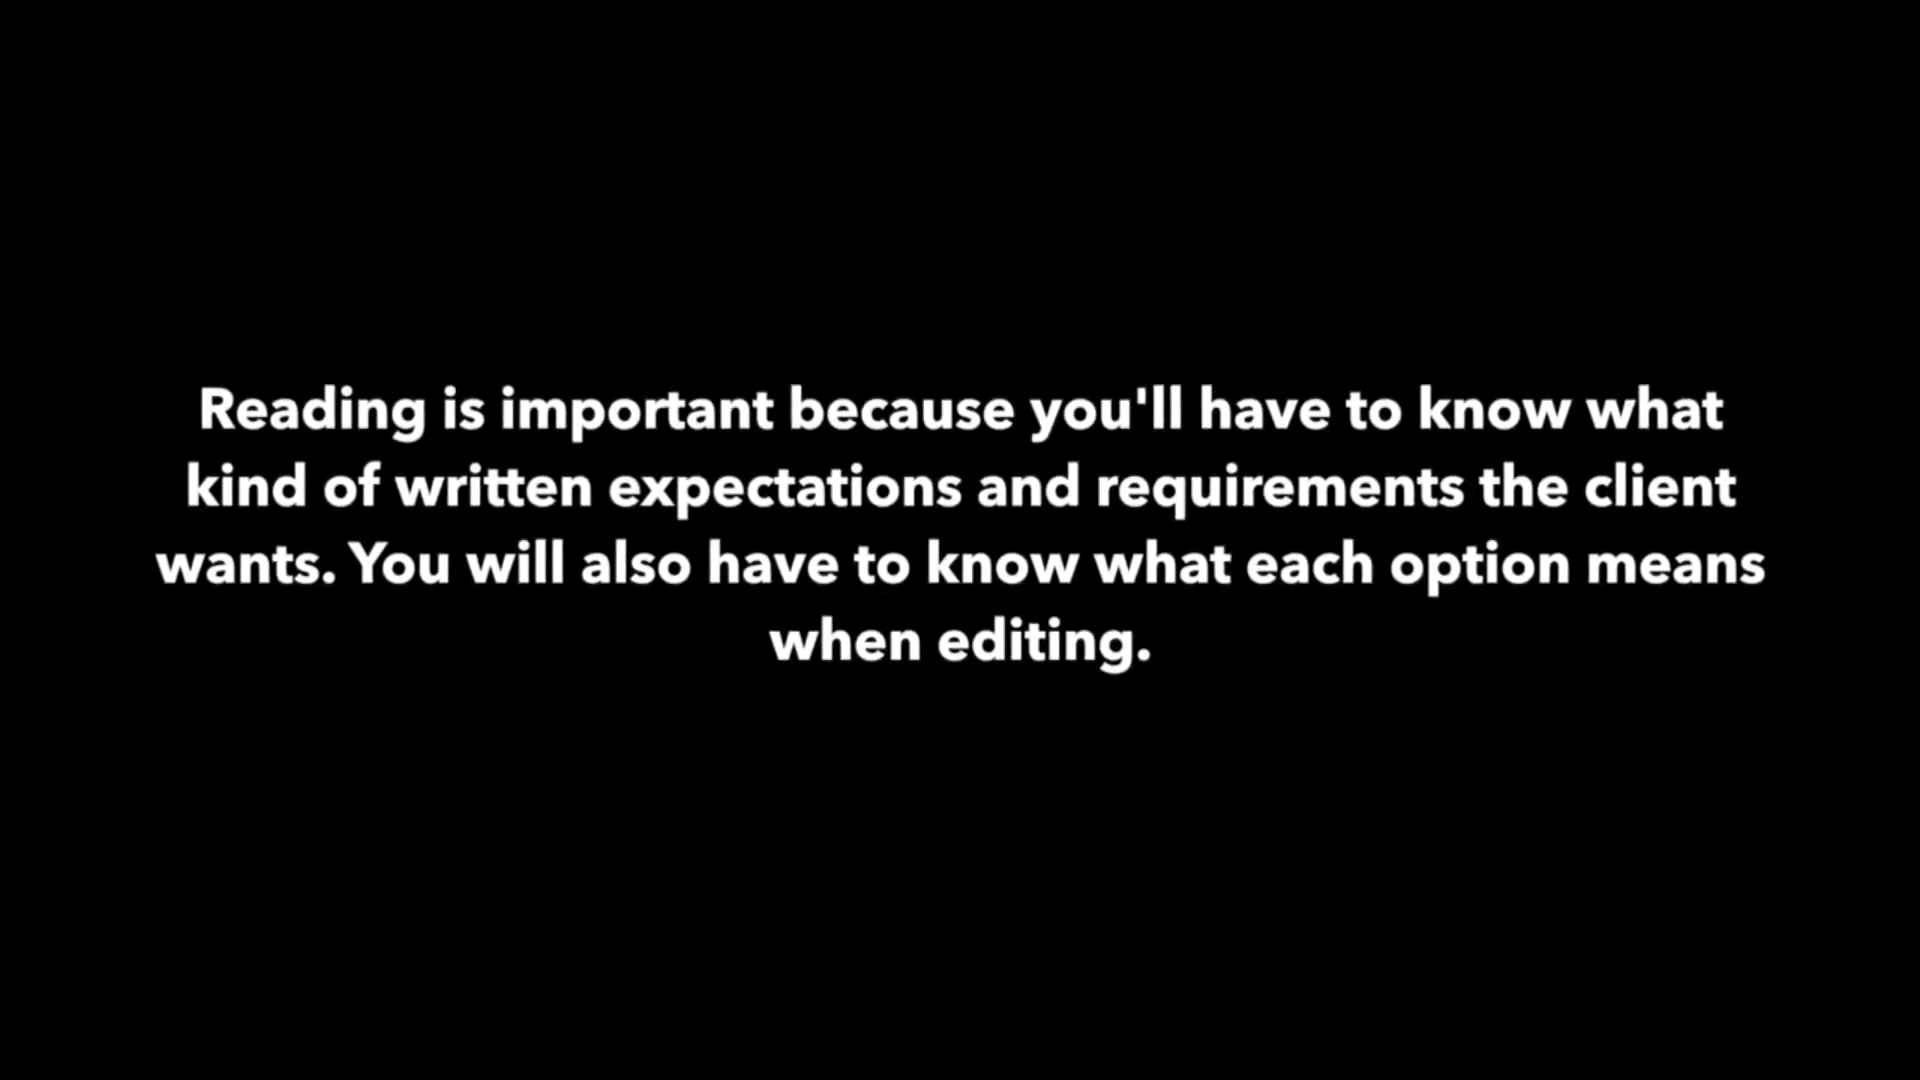 Reading is important because you'll have to know what
kind of written expectations and requirements the client
wants. You will also have to know what each option means
when editing.